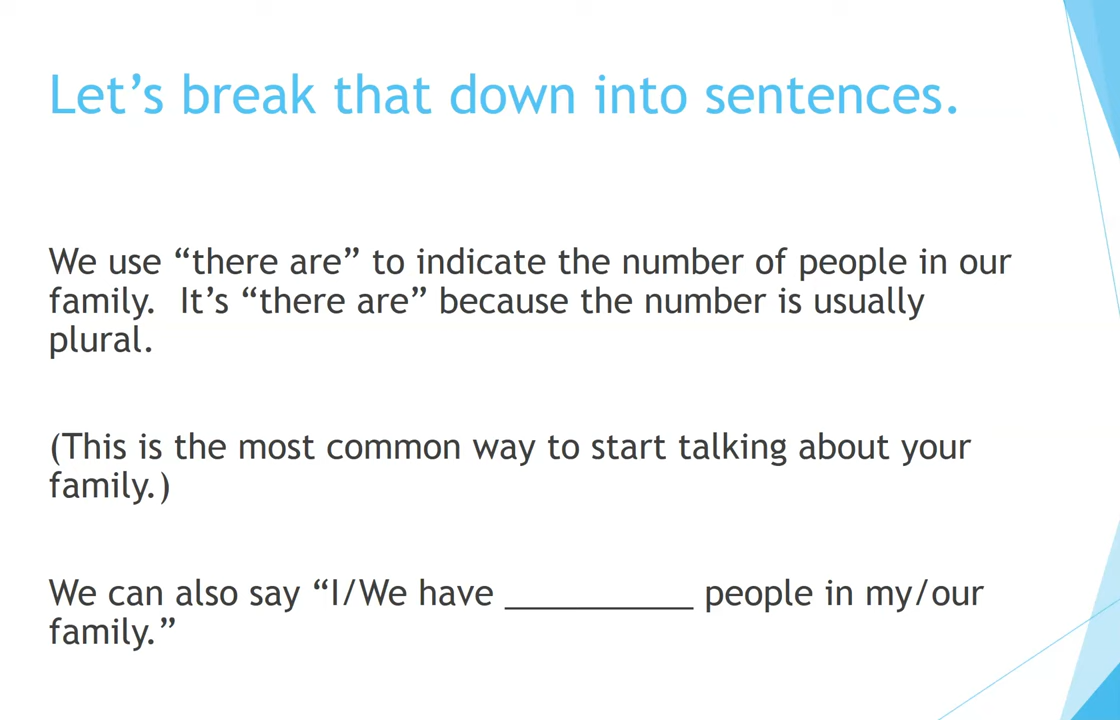 Let’s break that down into sentences.
We use “there are” to indicate the number of people in our
family.  It’s “there are” because the number is usually
plural.
(This is the most common way to start talking about your
family.)
We can also say “I/We have __________ people in my/our
family.”